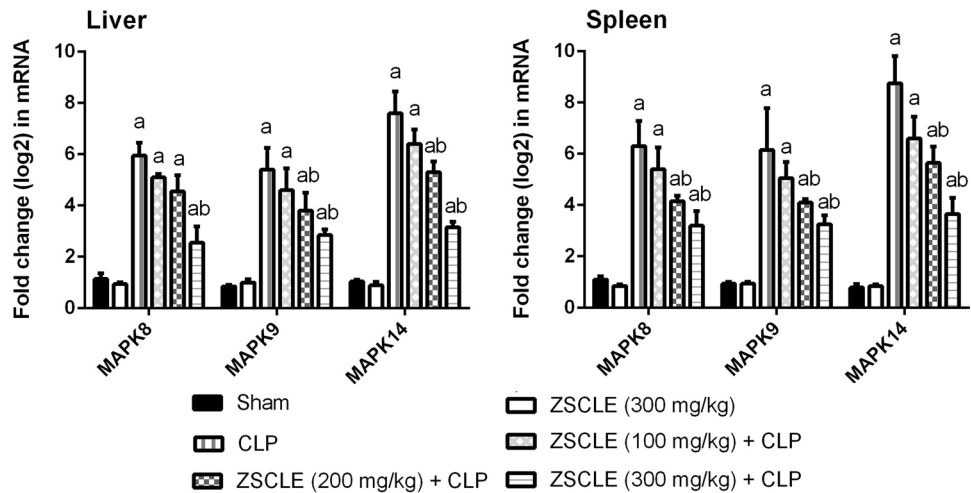 Liver
Fold change (log2) in mRNA
10
8
6
4
2
0
a
a
a
ab
a
a
ab
ab
a
a
ab
ab
MAPK8
MAPK9
MAPK14
Spleen
Fold change (log2) in mRNA
10
8
6
4
2
0
a
a
ab
ab
a
a
ab
ab
a
a
ab
ab
MAPK8
MAPK9
MAPK14
Sham
ZSCLE (300 mg/kg)
CLP
ZSCLE (100 mg/kg) + CLP
ZSCLE (200 mg/kg) + CLP
ZSCLE (300 mg/kg) + CLP